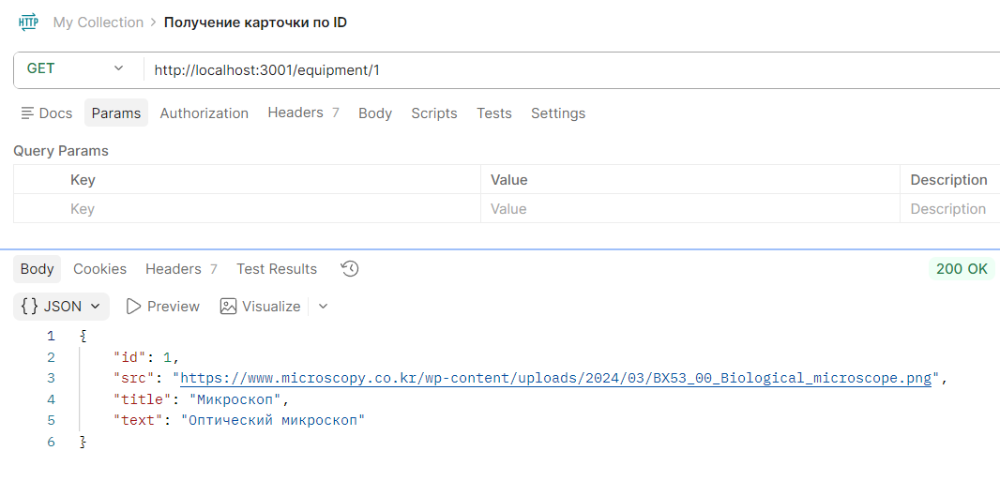 HTTP My Collection > Получение карточки по ID
GET http://localhost:3001/equipment/1
Docs Params Authorization Headers 7 Body Scripts Tests Settings
Query Params
Key Value Description
Key Value Description
Body Cookies Headers 7 Test Results 200 OK
{} JSON Preview Visualize
1 {
2 "id": 1,
3 "src": "https://www.microscopy.co.kr/wp-content/uploads/2024/03/BX53_00_Biological_microscope.png",
4 "title": "Микроскоп",
5 "text": "Оптический микроскоп"
6 }